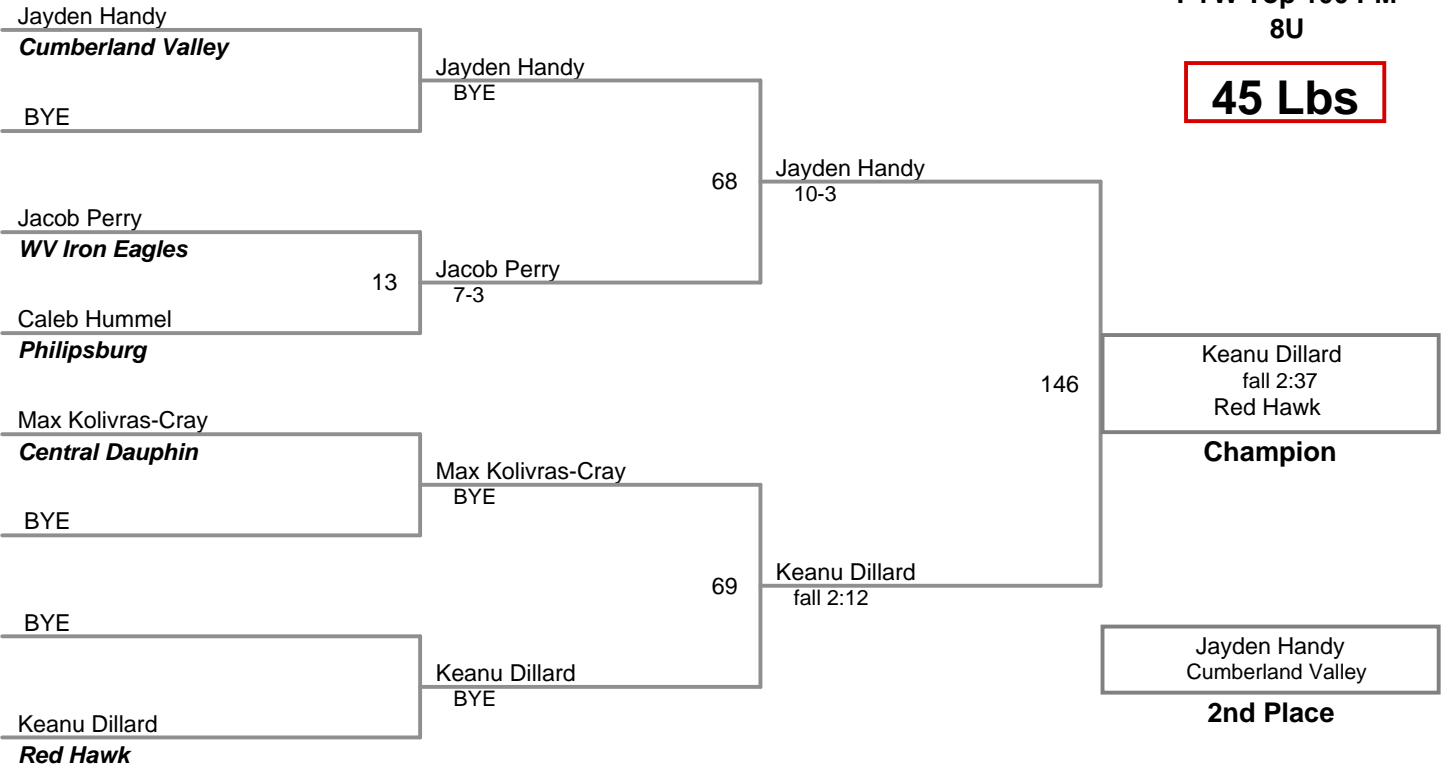 8U
45 Lbs
Jayden Handy
Cumberland Valley
BYE
Jacob Perry
WV Iron Eagles
13
Caleb Hummel
Philipsburg
Max Kolivras-Cray
Central Dauphin
BYE
BYE
Keanu Dillard
Red Hawk
Jayden Handy
BYE
68
Jacob Perry
7-3
Max Kolivras-Cray
BYE
69
Keanu Dillard
BYE
Jayden Handy
10-3
146
Keanu Dillard
fall 2:12
Keanu Dillard
fall 2:37
Red Hawk
Champion
Jayden Handy
Cumberland Valley
2nd Place